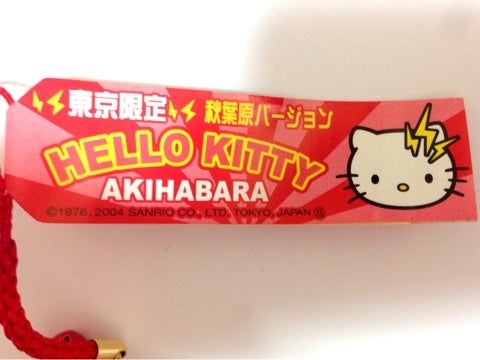 東京限定 秋葉原バージョン
HELLO KITTY
AKIHABARA
©1976, 2004 SANRIO CO., LTD. TOKYO, JAPAN Ⓢ